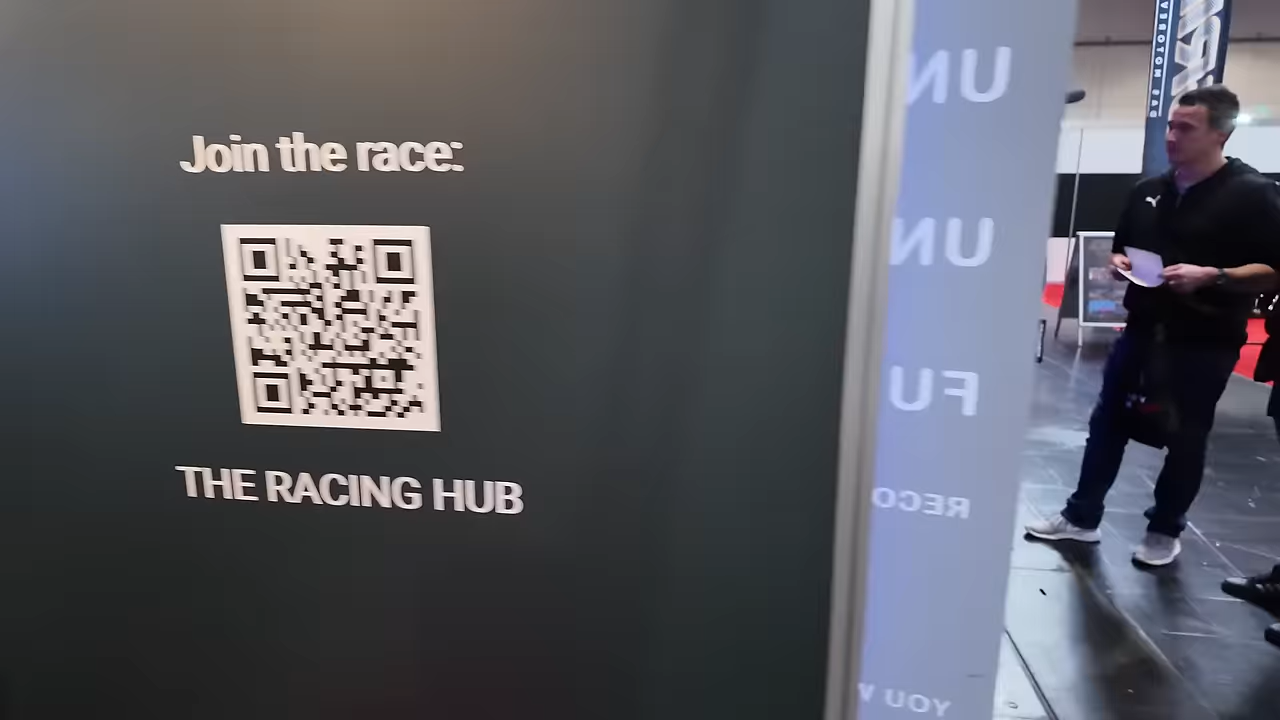 Join the race:
THE RACING HUB
UN
UN
FU
RECO
YOU